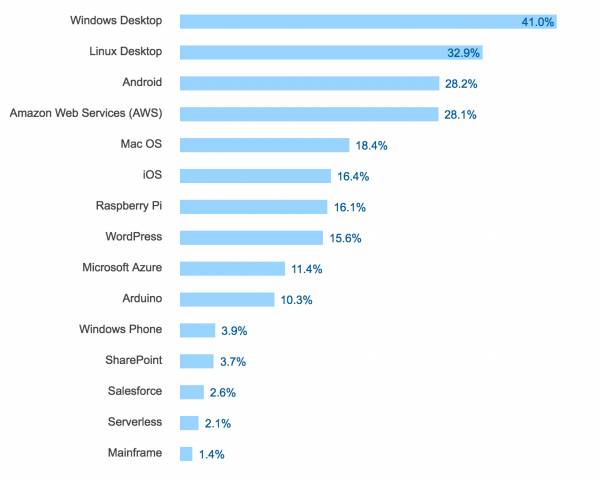 Windows Desktop 41.0%
Linux Desktop 32.9%
Android 28.2%
Amazon Web Services (AWS) 28.1%
Mac OS 18.4%
iOS 16.4%
Raspberry Pi 16.1%
WordPress 15.6%
Microsoft Azure 11.4%
Arduino 10.3%
Windows Phone 3.9%
SharePoint 3.7%
Salesforce 2.6%
Serverless 2.1%
Mainframe 1.4%